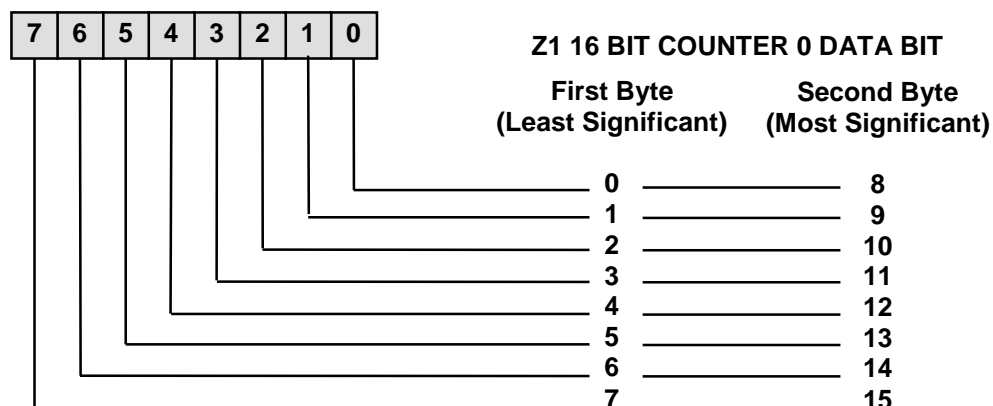 7 6 5 4 3 2 1 0
Z1 16 BIT COUNTER 0 DATA BIT
First Byte Second Byte
(Least Significant) (Most Significant)
0 8
1 9
2 10
3 11
4 12
5 13
6 14
7 15